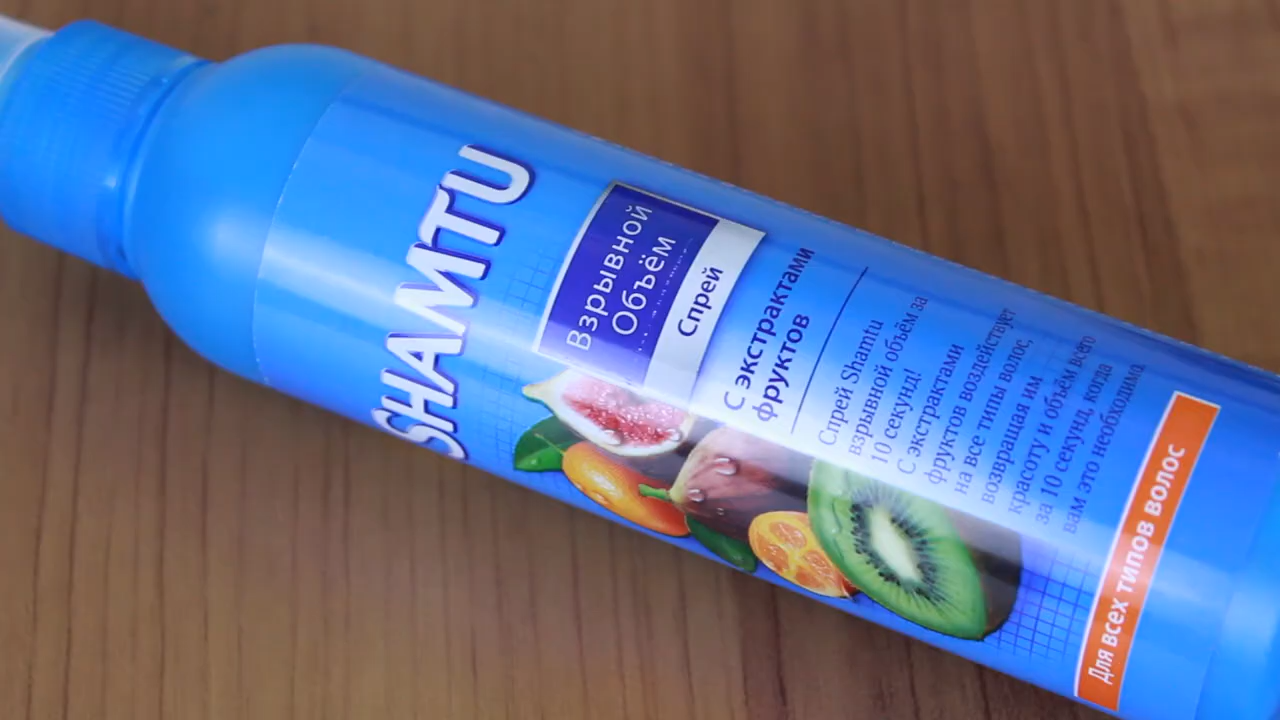 SHAMTU
Взрывной
Объём
Спрей
С экстрактами
фруктов
Спрей Shamtu
взрывной объём за
10 секунд!
С экстрактами
фруктов воздействует
на все типы волос,
возвращая им
красоту и объём всего
за 10 секунд, когда
вам это необходимо.
Для всех типов волос